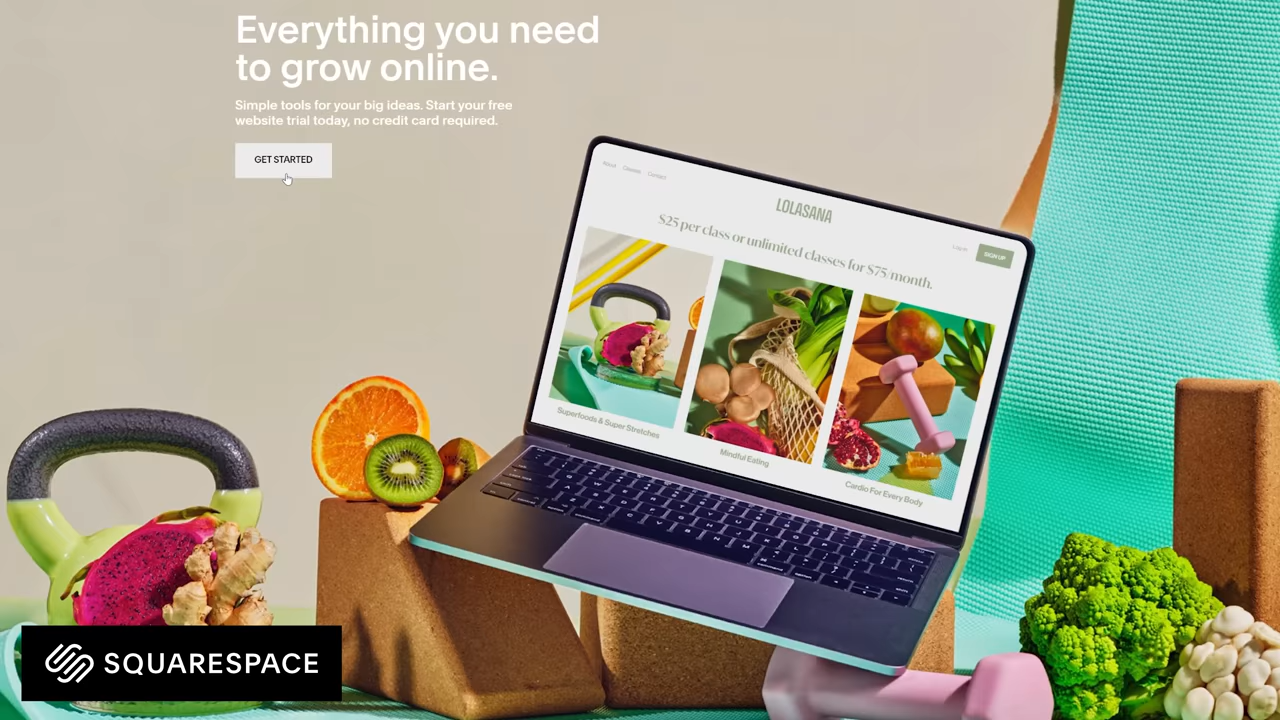 Everything you need
to grow online.
Simple tools for your big ideas. Start your free
website trial today, no credit card required.
GET STARTED
About Classes Contact
LOLASANA
Log In
SIGN UP
$25 per class or unlimited classes for $75/month.
Superfoods & Super Stretches
Mindful Eating
Cardio For Every Body
SQUARESPACE